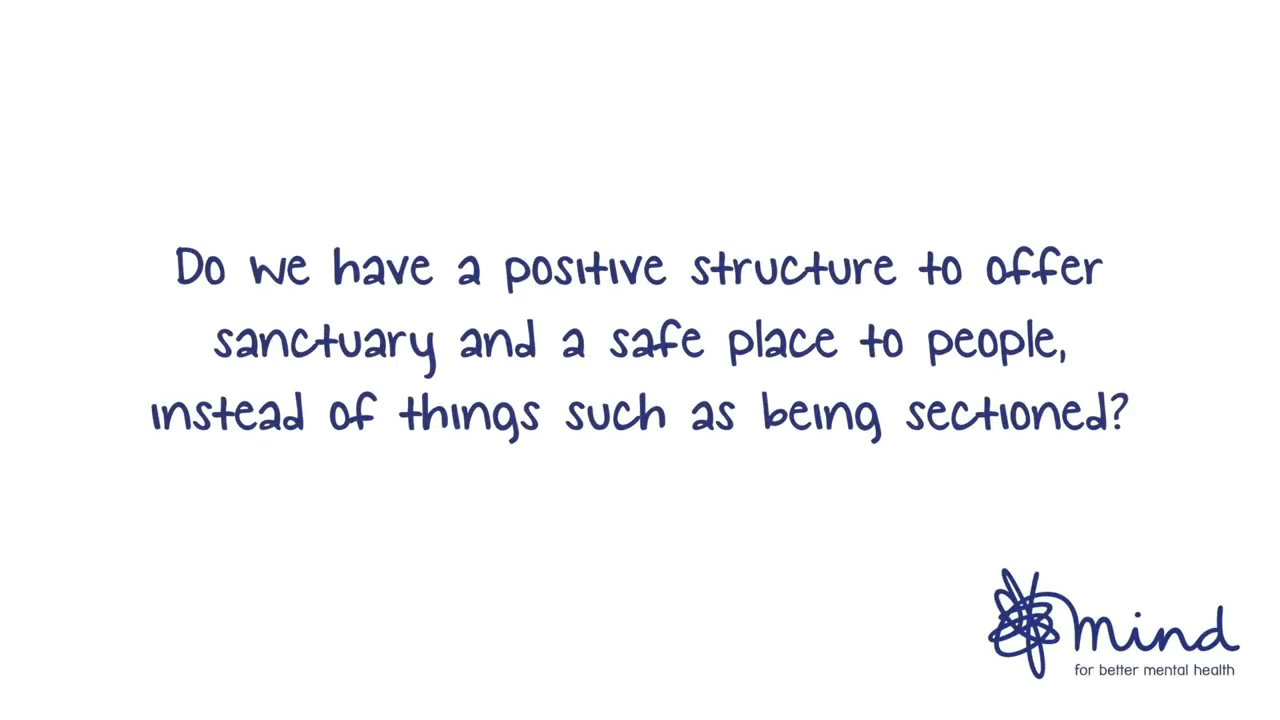 Do we have a positive structure to offer
sanctuary and a safe place to people,
instead of things such as being sectioned?
mind
for better mental health